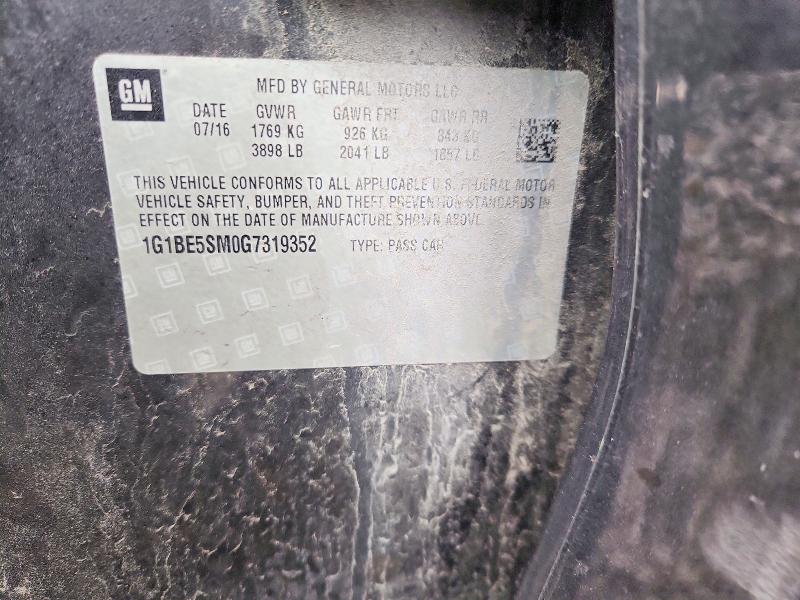 GM
MFD BY GENERAL MOTORS LLC
DATE GVWR GAWR FRT GAWR RR
07/16 1769 KG 926 KG 843 KG
3898 LB 2041 LB 1857 LB
THIS VEHICLE CONFORMS TO ALL APPLICABLE U.S. FEDERAL MOTOR
VEHICLE SAFETY, BUMPER, AND THEFT PREVENTION STANDARDS IN
EFFECT ON THE DATE OF MANUFACTURE SHOWN ABOVE.
1G1BE5SM0G7319352 TYPE: PASS CAR